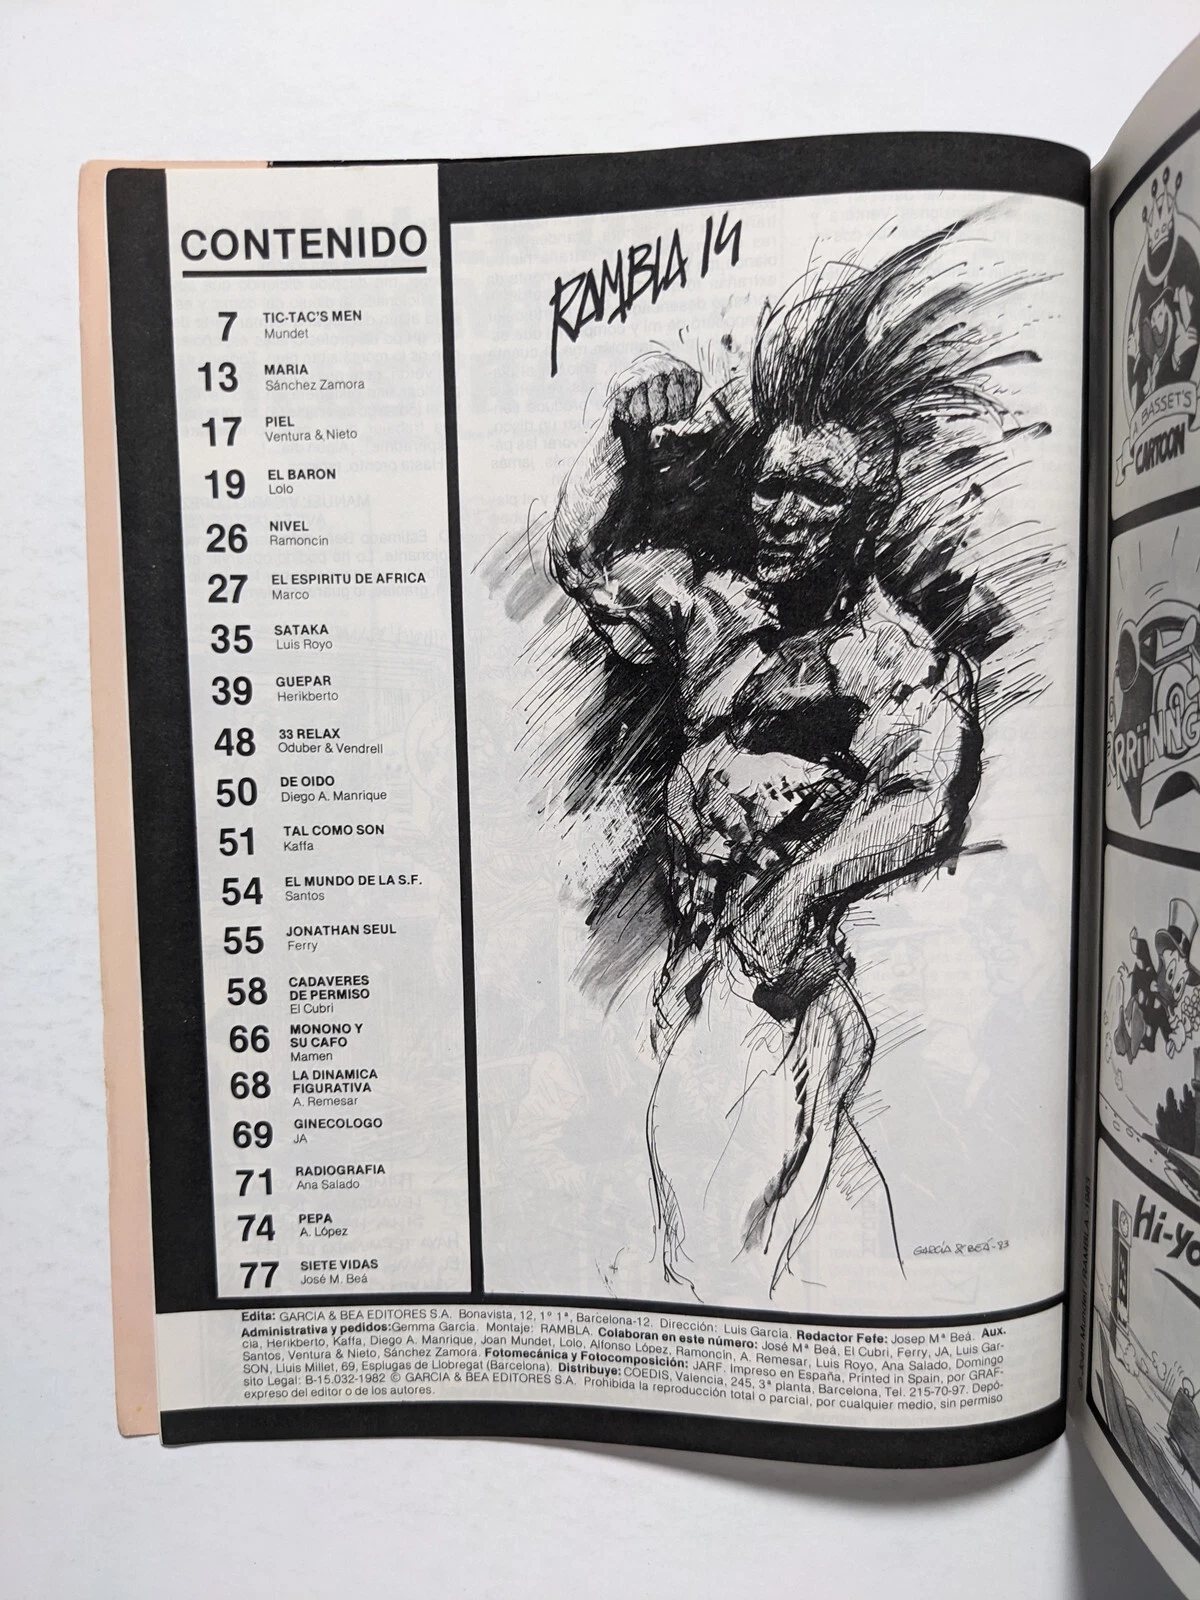 CONTENIDO
7 TIC-TAC'S MEN
Mundet
13 MARIA
Sánchez Zamora
17 PIEL
Ventura & Nieto
19 EL BARON
Lolo
26 NIVEL
Ramoncín
27 EL ESPIRITU DE AFRICA
Marco
35 SATAKA
Luis Royo
39 GUEPAR
Herikberto
48 33 RELAX
Oduber & Vendrell
50 DE OIDO
Diego A. Manrique
51 TAL COMO SON
Kaffa
54 EL MUNDO DE LA S.F.
Santos
55 JONATHAN SEUL
Ferry
58 CADAVERES
DE PERMISO
El Cubri
66 MONONO Y
SU CAFO
Mamen
68 LA DINAMICA
FIGURATIVA
A. Remesar
69 GINECOLOGO
JA
71 RADIOGRAFIA
Ana Salado
74 PEPA
A. López
77 SIETE VIDAS
José M. Beá
RAMBLA 14
GARCÍA & BEÁ-83
Edita: GARCIA & BEA EDITORES S.A. Bonavista, 12, 1º 1ª, Barcelona-12. Dirección: Luis García. Redactor Fefe: Josep Mª Beá. Aux.
Administrativa y pedidos: Gemma García. Montaje: RAMBLA. Colaboran en este número: José Mª Beá, El Cubri, Ferry, JA, Luis Gar-
cía, Herikberto, Kaffa, Diego A. Manrique, Joan Mundet, Lolo, Alfonso López, Ramoncín, A. Remesar, Luis Royo, Ana Salado, Domingo
Santos, Ventura & Nieto, Sánchez Zamora. Fotomecánica y Fotocomposición: JARF, Impreso en España, Printed in Spain, por GRAF-
SON, Lluis Millet, 69, Esplugas de Llobregat (Barcelona). Distribuye: COEDIS, Valencia, 245, 3ª planta, Barcelona, Tel. 215-70-97. Depó-
sito Legal: B-15.032-1982 © GARCIA & BEA EDITORES S.A. Prohibida la reproducción total o parcial, por cualquier medio, sin permiso
expreso del editor o de los autores.
A BASSET'S
CARTOON
RRRIINNG
Hi-yo
© Joan Mundet / RAMBLA-1983